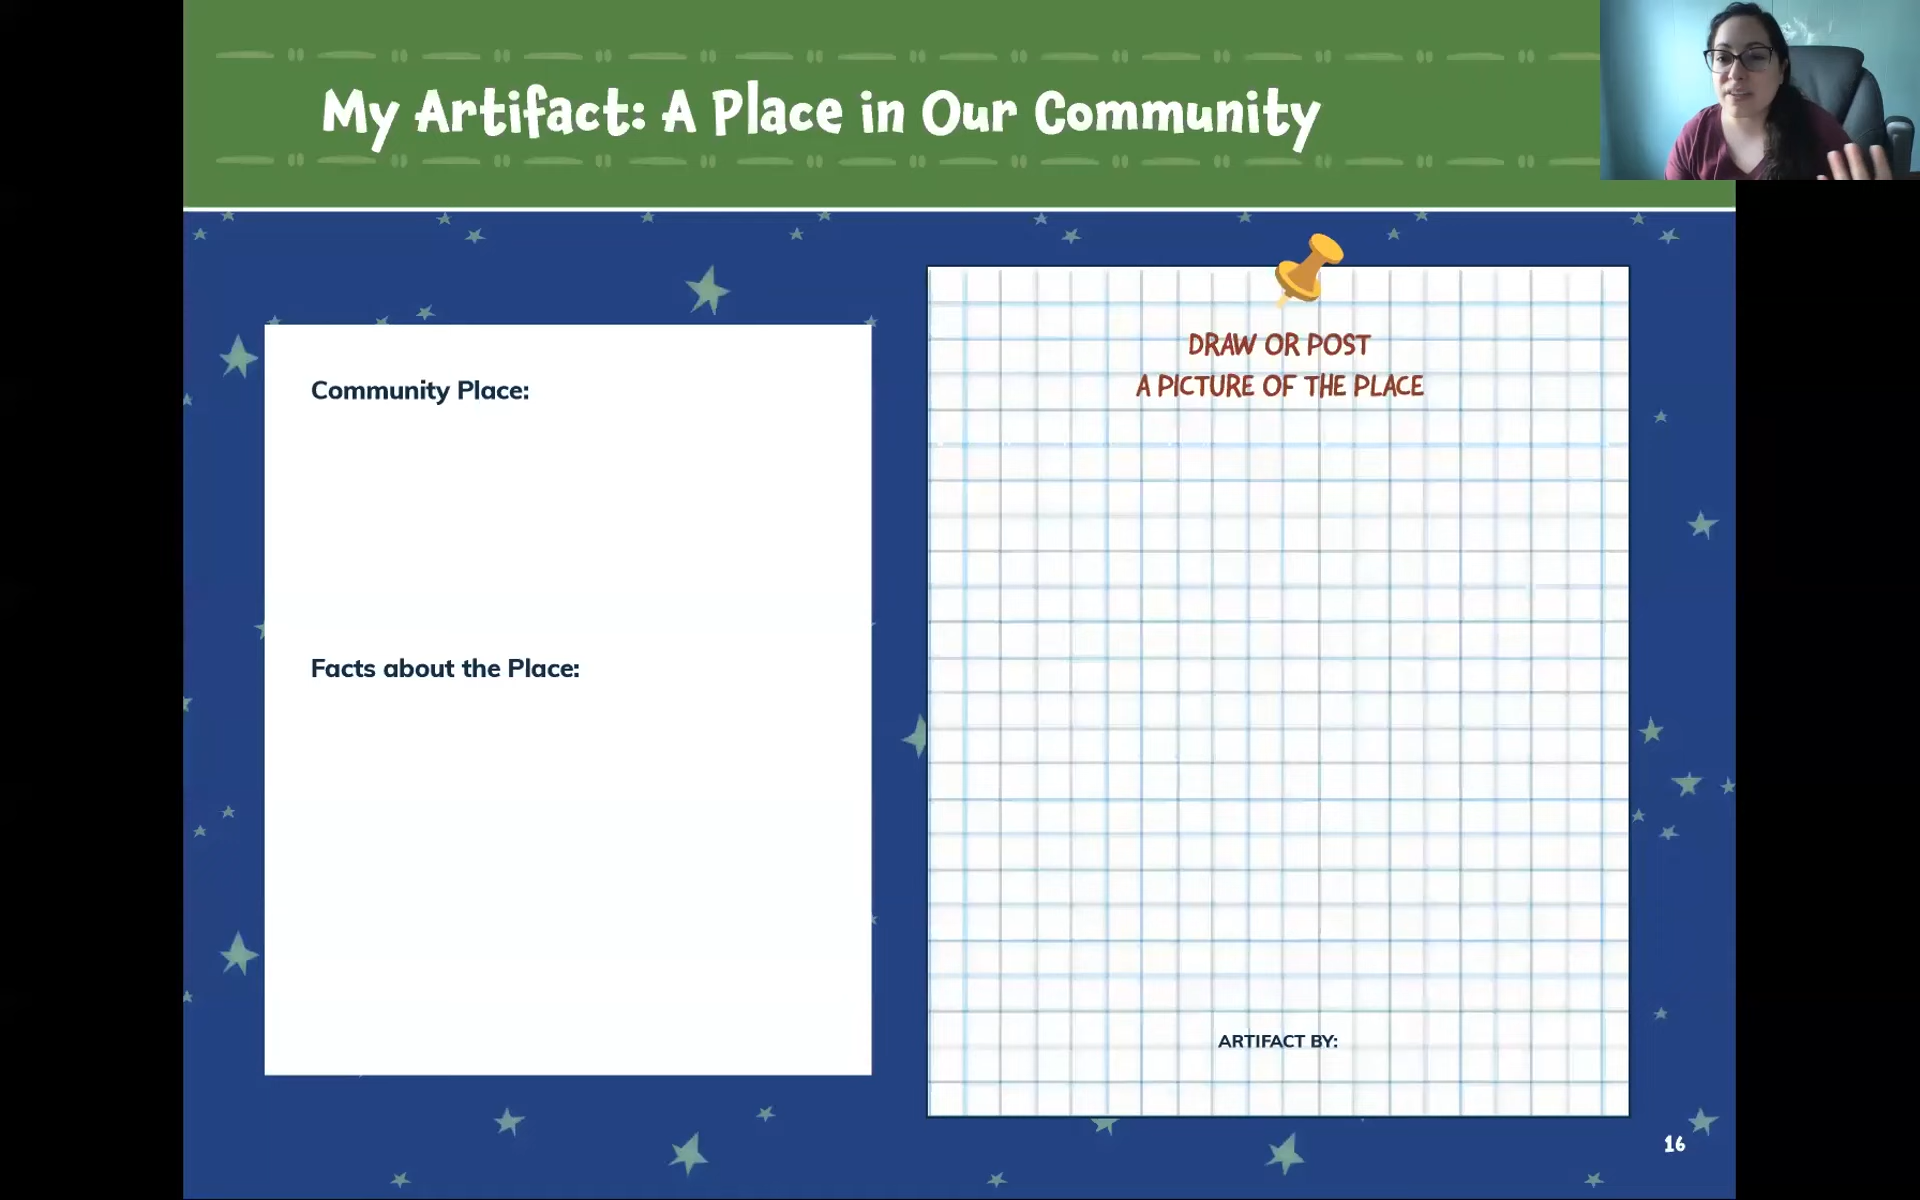 My Artifact: A Place in Our Community
Community Place:
Facts about the Place:
DRAW OR POST
A PICTURE OF THE PLACE
ARTIFACT BY:
16